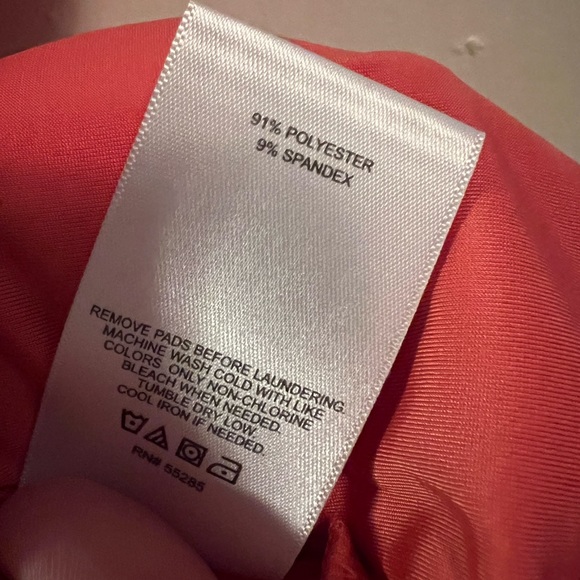 91% POLYESTER
9% SPANDEX
REMOVE PADS BEFORE LAUNDERING.
MACHINE WASH COLD WITH LIKE
COLORS. ONLY NON-CHLORINE
BLEACH WHEN NEEDED.
TUMBLE DRY LOW.
COOL IRON IF NEEDED.
RN# 55285